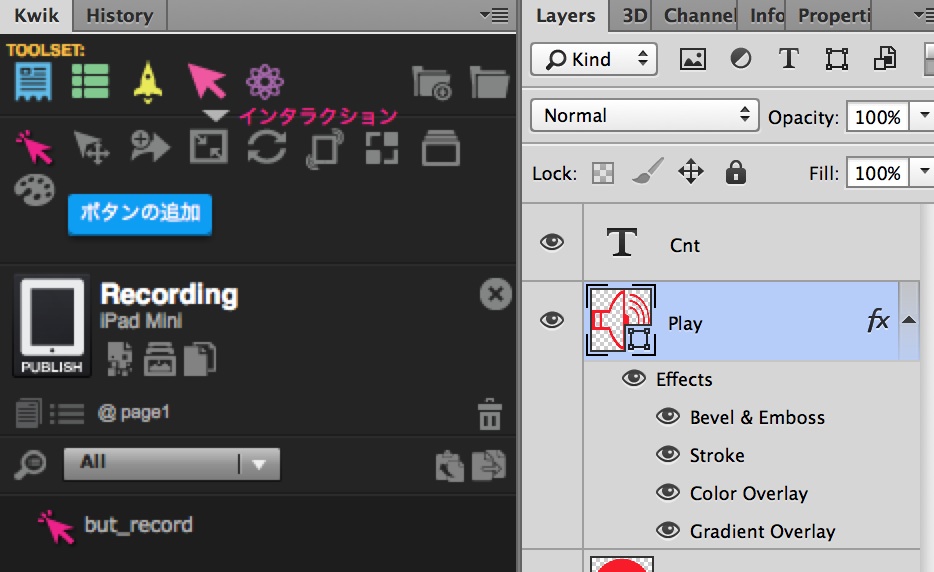 Kwik
History
TOOLSET:
インタラクション
ボタンの追加
Recording
iPad Mini
PUBLISH
@ page1
All
but_record
Layers
3D
Channel
Info
Properti
Kind
Normal
Opacity: 100%
Lock:
Fill: 100%
T Cnt
Play fx
Effects
Bevel & Emboss
Stroke
Color Overlay
Gradient Overlay